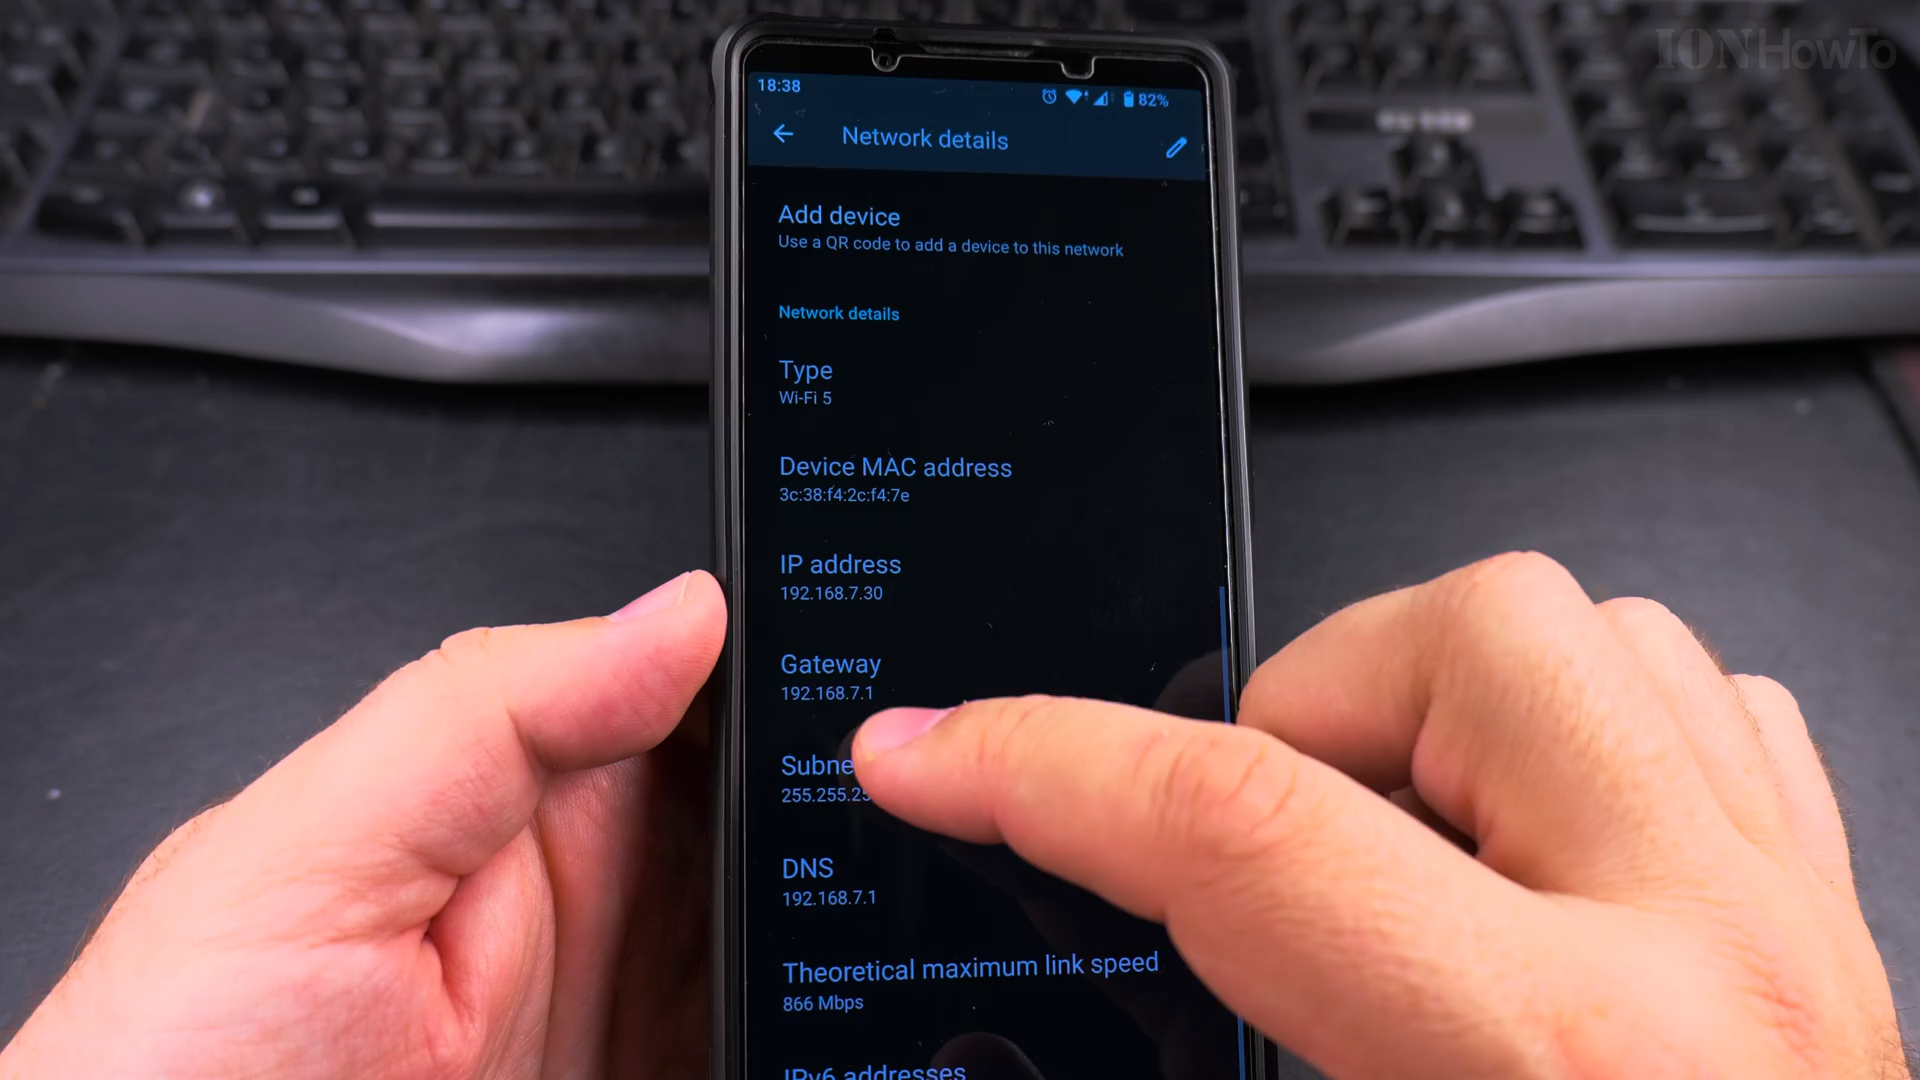 IONHowTo
18:38
82%
Network details
Add device
Use a QR code to add a device to this network
Network details
Type
Wi-Fi 5
Device MAC address
3c:38:f4:2c:f4:7e
IP address
192.168.7.30
Gateway
192.168.7.1
Subne
255.255.25
DNS
192.168.7.1
Theoretical maximum link speed
866 Mbps
IPv6 addresses